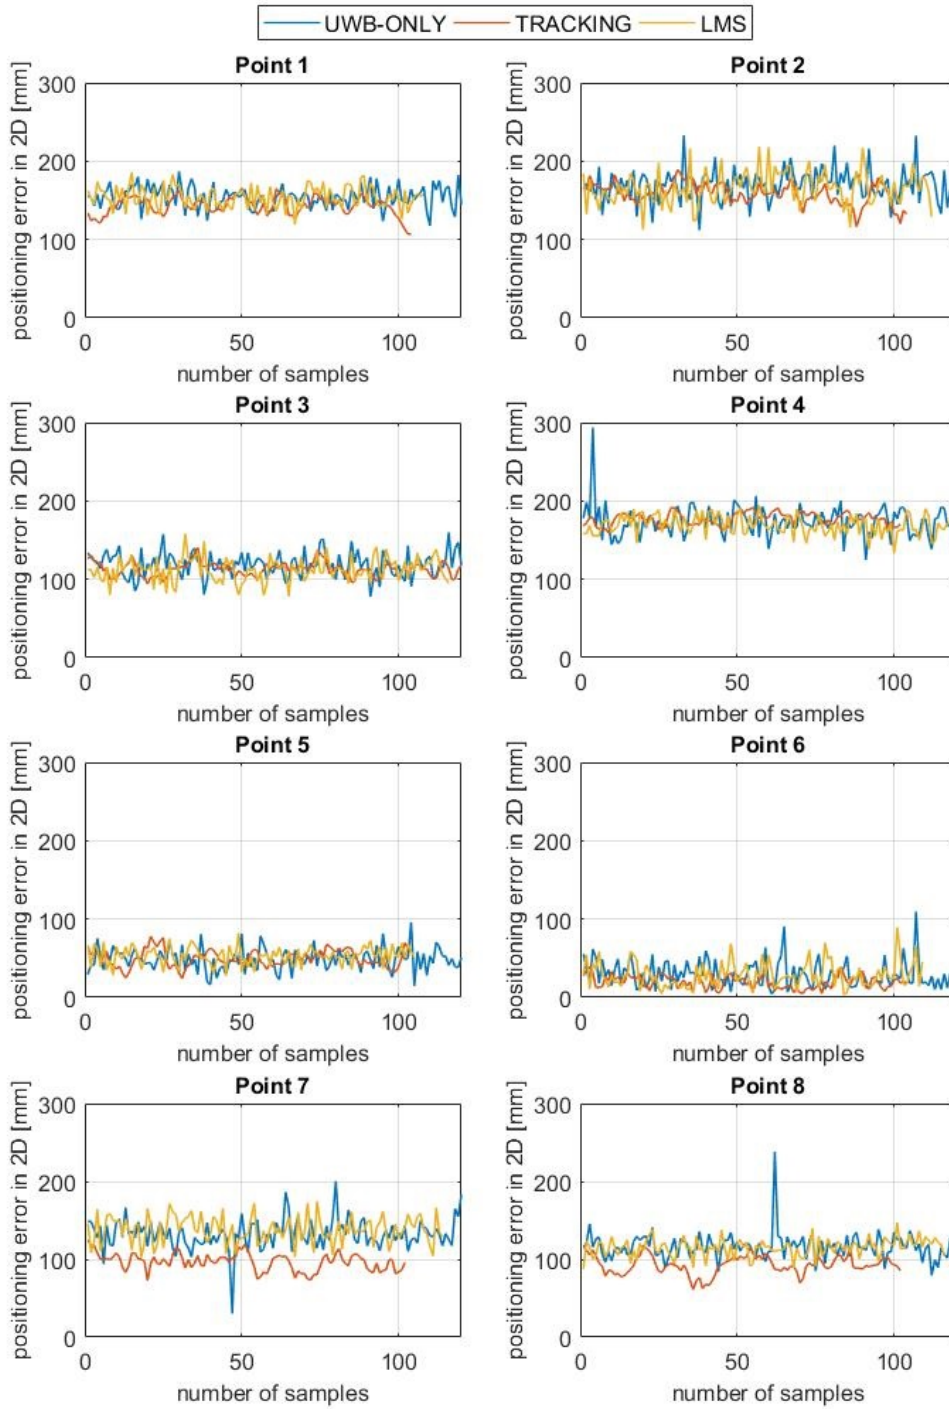 UWB-ONLY TRACKING LMS
Point 1
positioning error in 2D [mm]
300
200
100
0
0 50 100
number of samples
Point 2
positioning error in 2D [mm]
300
200
100
0
0 50 100
number of samples
Point 3
positioning error in 2D [mm]
300
200
100
0
0 50 100
number of samples
Point 4
positioning error in 2D [mm]
300
200
100
0
0 50 100
number of samples
Point 5
positioning error in 2D [mm]
300
200
100
0
0 50 100
number of samples
Point 6
positioning error in 2D [mm]
300
200
100
0
0 50 100
number of samples
Point 7
positioning error in 2D [mm]
300
200
100
0
0 50 100
number of samples
Point 8
positioning error in 2D [mm]
300
200
100
0
0 50 100
number of samples